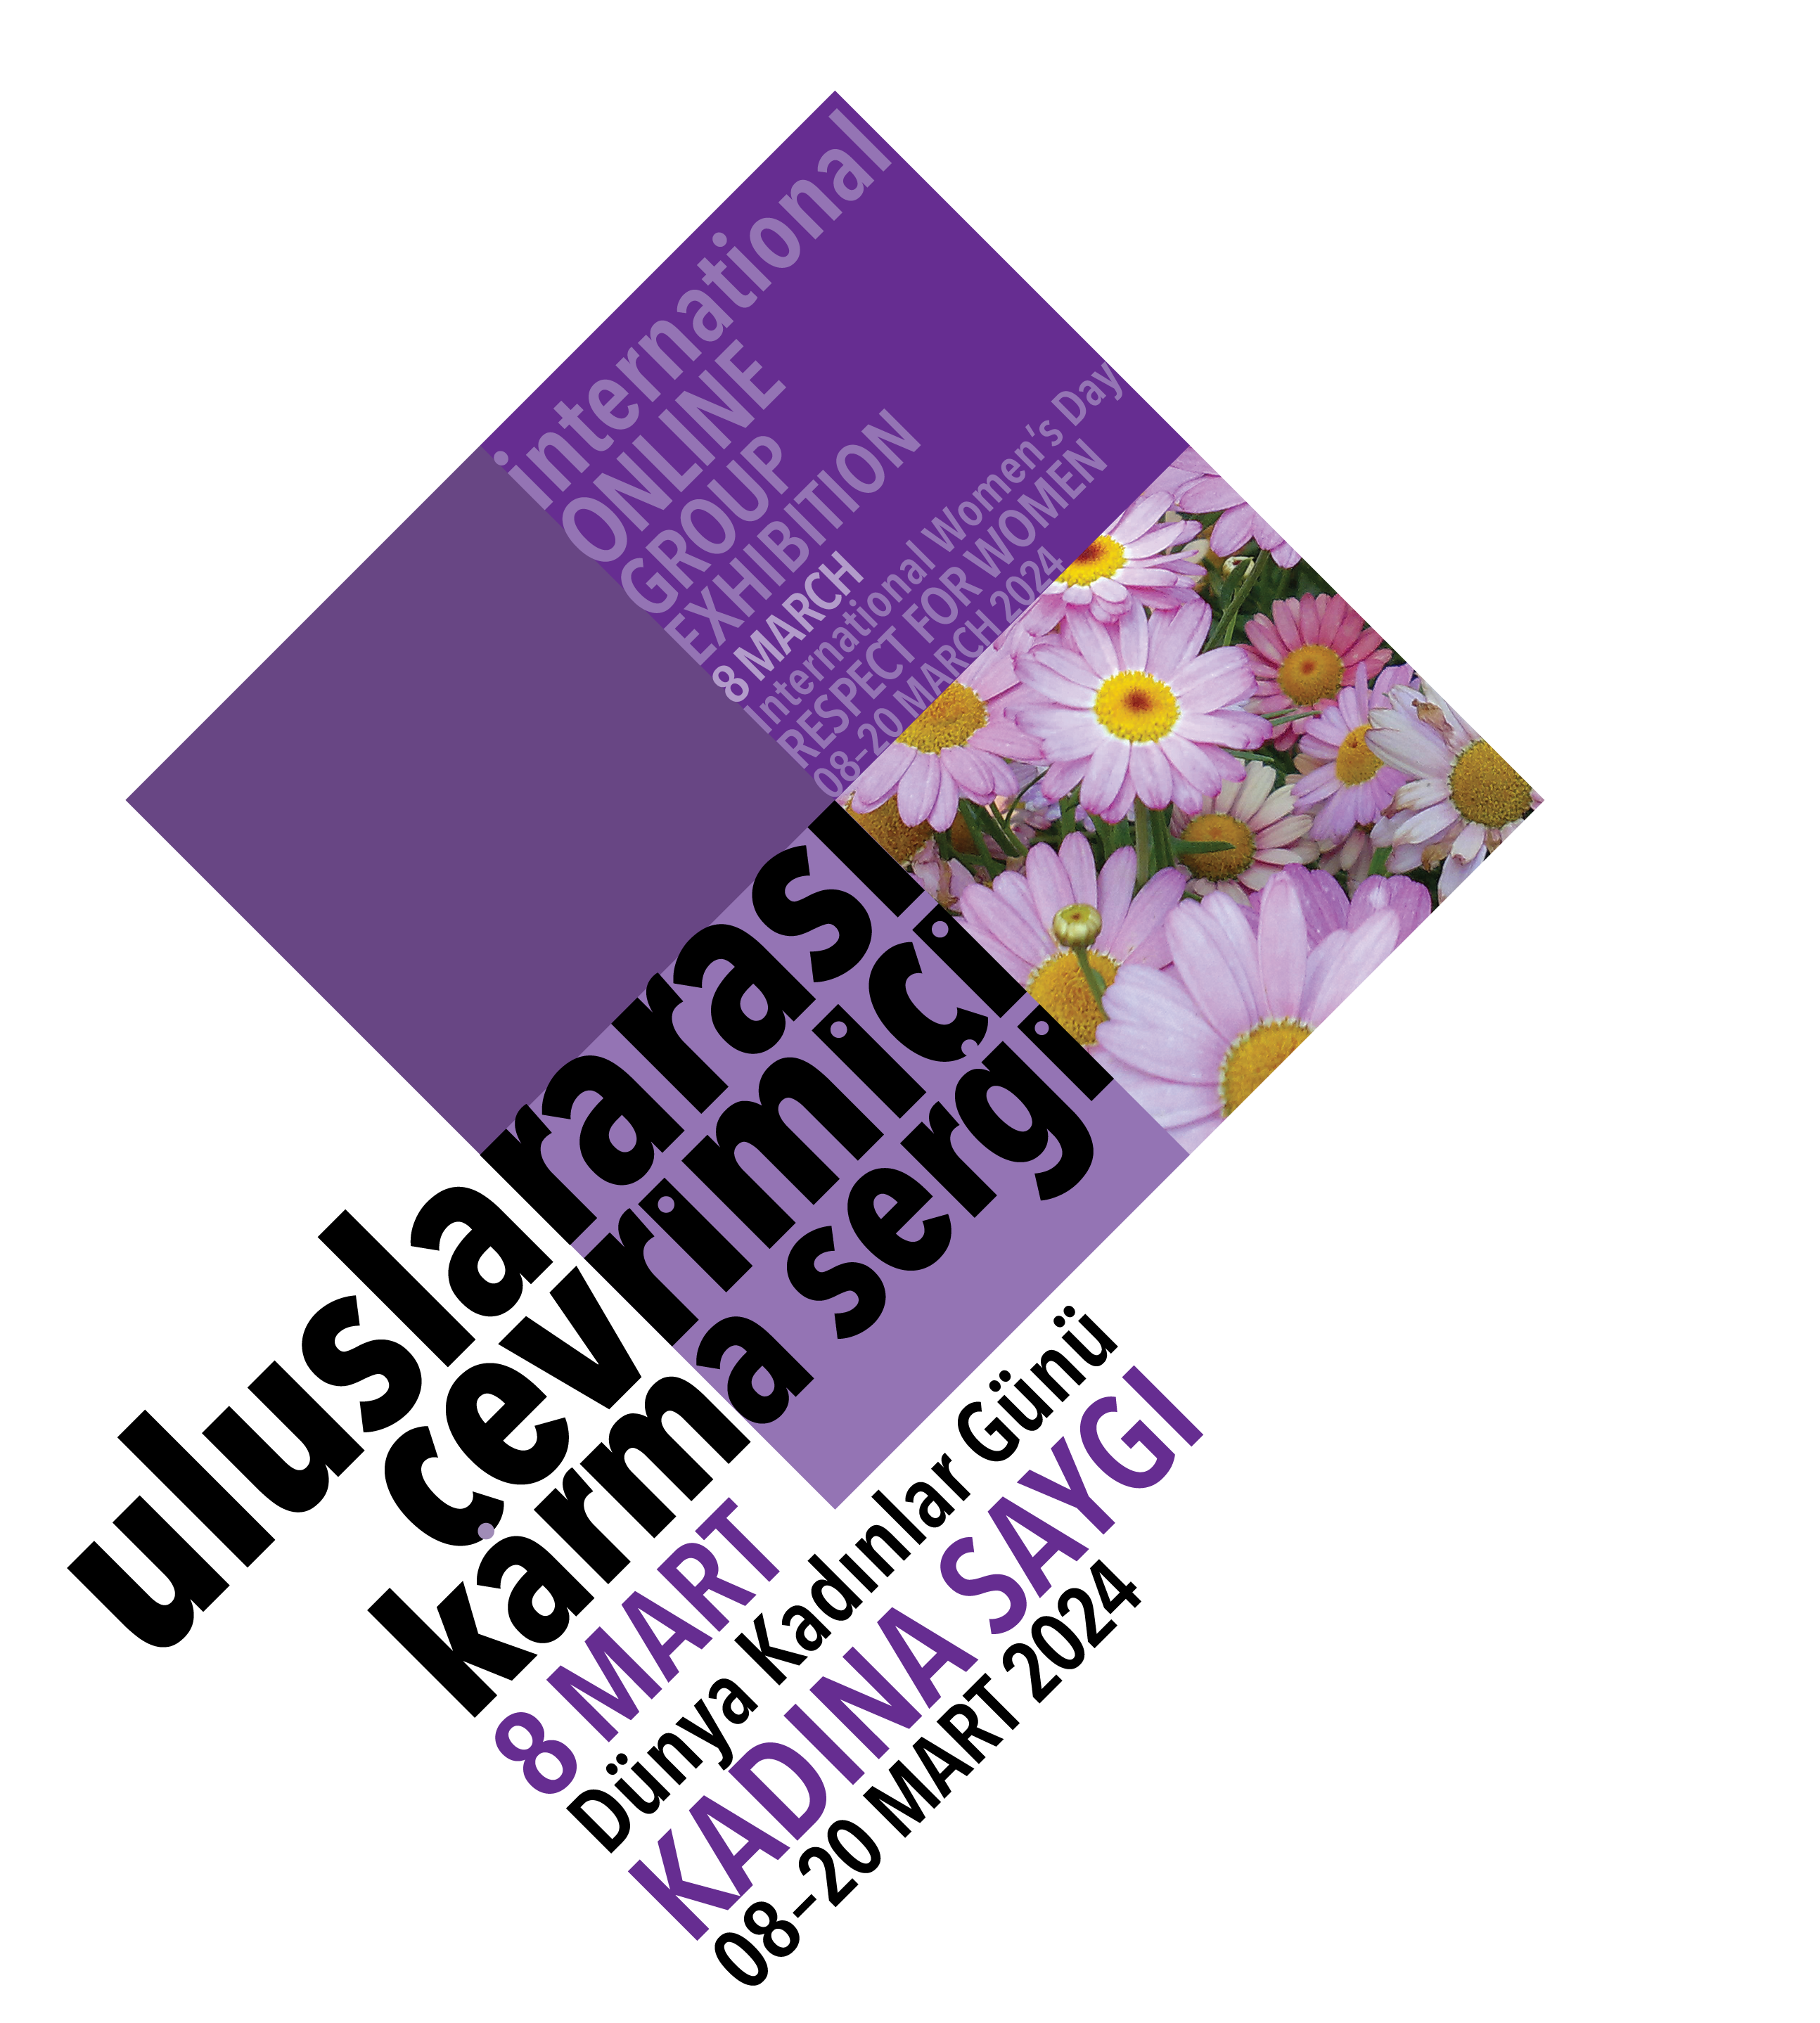 international
ONLINE
GROUP
EXHIBITION
8 MARCH
International Women's Day
RESPECT FOR WOMEN
08-20 MARCH 2024
uluslararası
çevrimiçi
karma sergi
8 MART
Dünya Kadınlar Günü
KADINA SAYGI
08-20 MART 2024